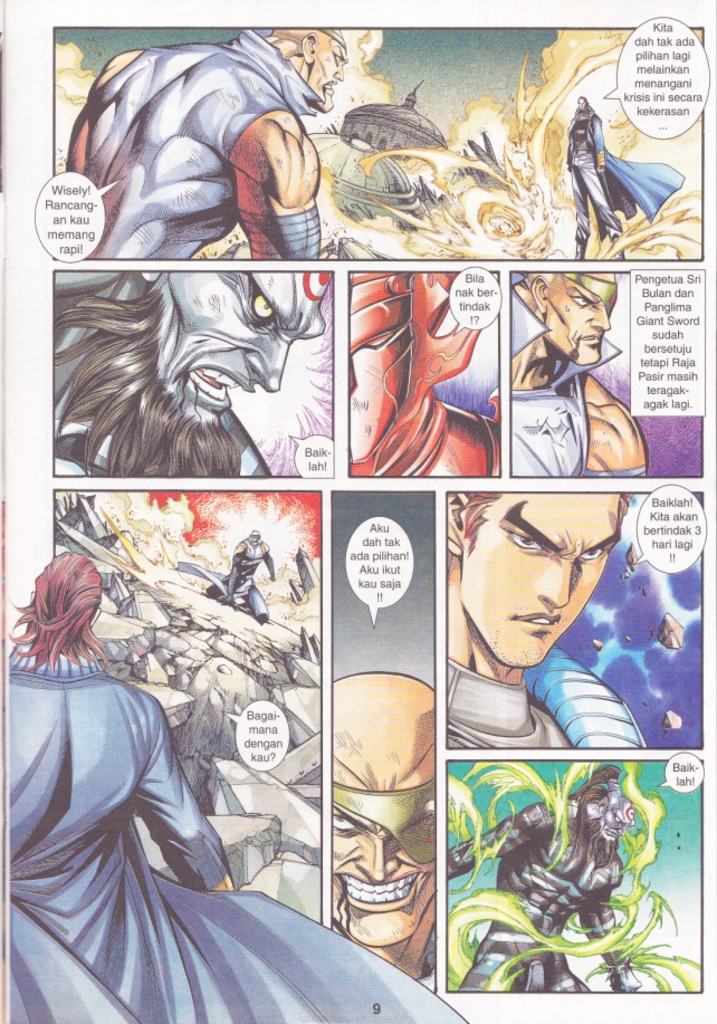 Kita
dah tak ada
pilihan lagi
melainkan
menangani
krisis ini secara
kekerasan
...
Wisely!
Rancang-
an kau
memang
rapi!
Baik-
lah!
Bila
nak ber-
tindak
!?
Pengetua Sri
Bulan dan
Panglima
Giant Sword
sudah
bersetuju
tetapi Raja
Pasir masih
teragak-
agak lagi.
Bagai-
mana
dengan
kau?
Aku
dah tak
ada pilihan!
Aku ikut
kau saja
!!
Baiklah!
Kita akan
bertindak 3
hari lagi
!!
Baik-
lah!
9